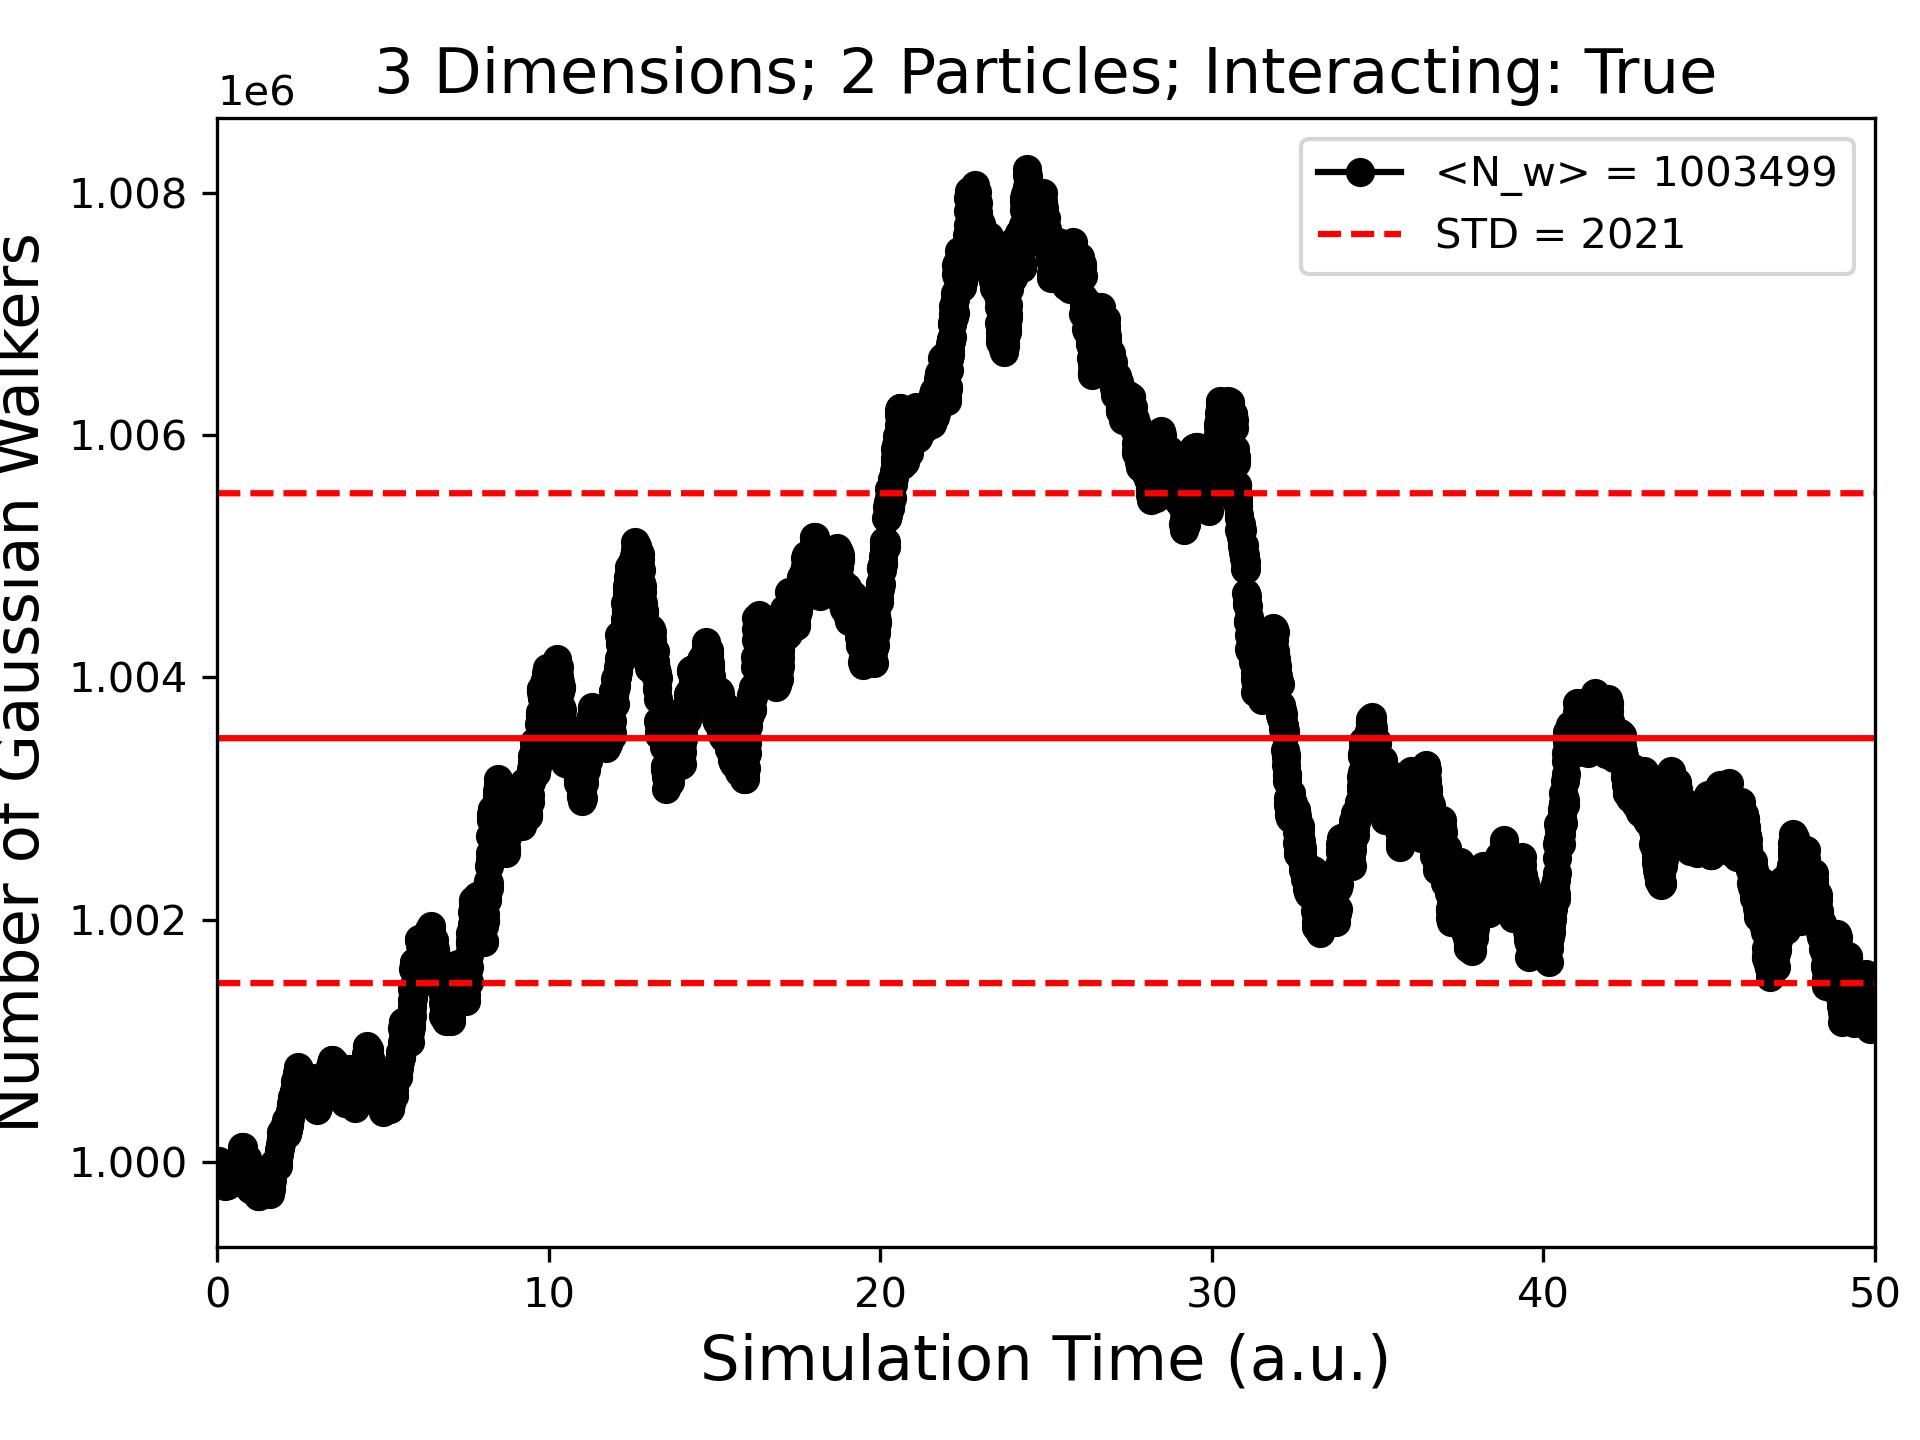 3 Dimensions; 2 Particles; Interacting: True
1e6
<N_w> = 1003499
STD = 2021
Number of Gaussian Walkers
1.008
1.006
1.004
1.002
1.000
0 10 20 30 40 50
Simulation Time (a.u.)